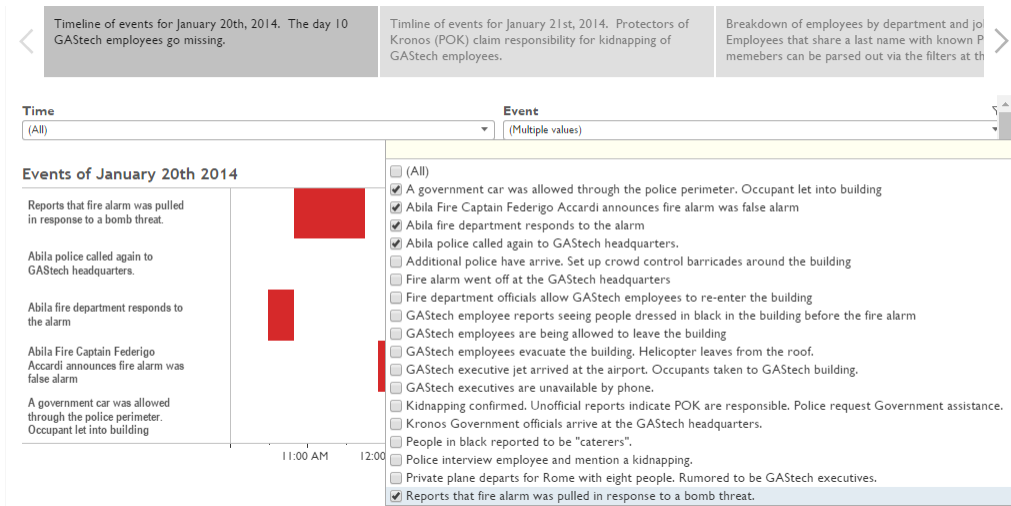 Timeline of events for January 20th, 2014.  The day 10
GAStech employees go missing.
Timline of events for January 21st, 2014.  Protectors of
Kronos (POK) claim responsibility for kidnapping of
GAStech employees.
Breakdown of employees by department and
Employees that share a last name with known
memebers can be parsed out via the filters at
Time
(All)
Event
(Multiple values)
Events of January 20th 2014
Reports that fire alarm was pulled
in response to a bomb threat.
Abila police called again to
GAStech headquarters.
Abila fire department responds to
the alarm
Abila Fire Captain Federigo
Accardi announces fire alarm was
false alarm
A government car was allowed
through the police perimeter.
Occupant let into building
11:00 AM
12:00
(All)
A government car was allowed through the police perimeter. Occupant let into building
Abila Fire Captain Federigo Accardi announces fire alarm was false alarm
Abila fire department responds to the alarm
Abila police called again to GAStech headquarters.
Additional police have arrive. Set up crowd control barricades around the building
Fire alarm went off at the GAStech headquarters
Fire department officials allow GAStech employees to re-enter the building
GAStech employee reports seeing people dressed in black in the building before the fire alarm
GAStech employees are being allowed to leave the building
GAStech employees evacuate the building. Helicopter leaves from the roof.
GAStech executive jet arrived at the airport. Occupants taken to GAStech building.
GAStech executives are unavailable by phone.
Kidnapping confirmed. Unofficial reports indicate POK are responsible. Police request Government assistance.
Kronos Government officials arrive at the GAStech headquarters.
People in black reported to be "caterers".
Police interview employee and mention a kidnapping.
Private plane departs for Rome with eight people. Rumored to be GAStech executives.
Reports that fire alarm was pulled in response to a bomb threat.